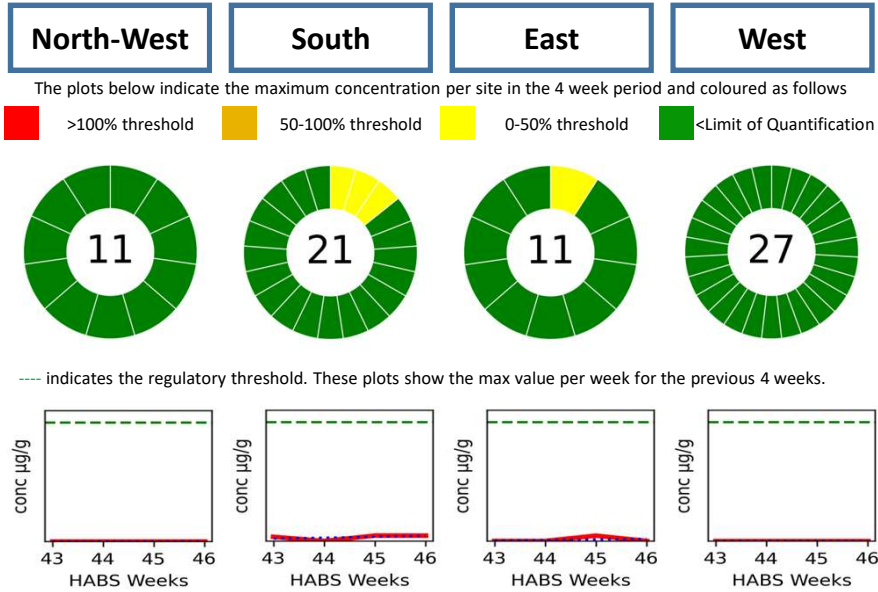 North-West South East West
The plots below indicate the maximum concentration per site in the 4 week period and coloured as follows
>100% threshold 50-100% threshold 0-50% threshold <Limit of Quantification
11 21 11 27
---- indicates the regulatory threshold. These plots show the max value per week for the previous 4 weeks.
conc µg/g conc µg/g conc µg/g conc µg/g
43 44 45 46 43 44 45 46 43 44 45 46 43 44 45 46
HABS Weeks HABS Weeks HABS Weeks HABS Weeks